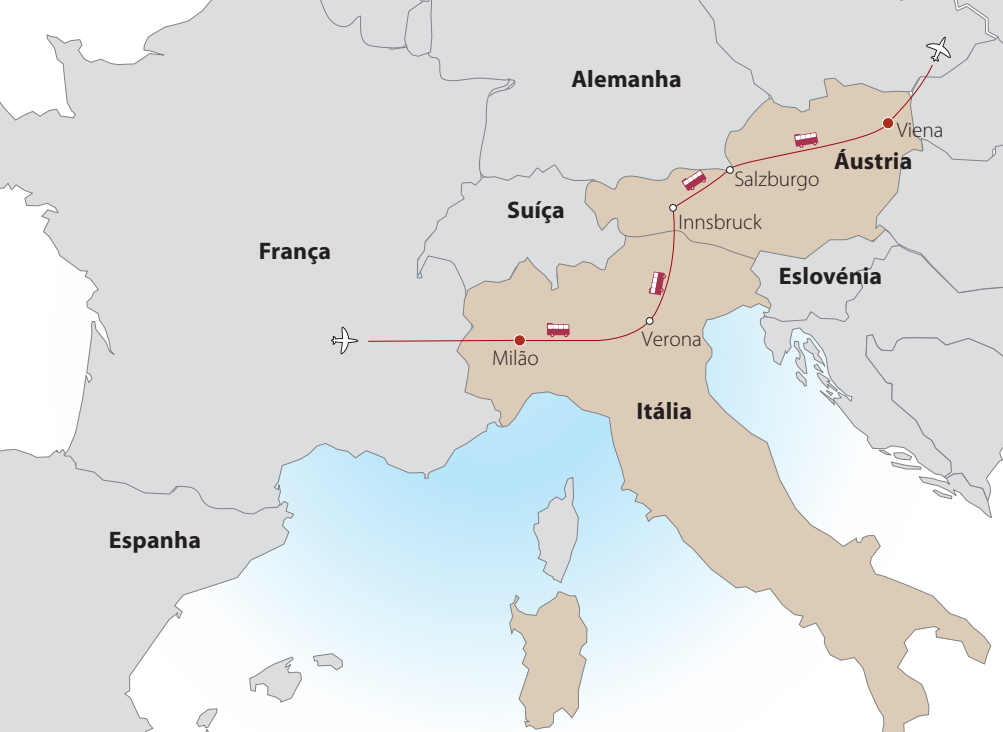 Alemanha
Viena
Áustria
Salzburgo
Suíça
Innsbruck
França
Eslovénia
Verona
Milão
Itália
Espanha